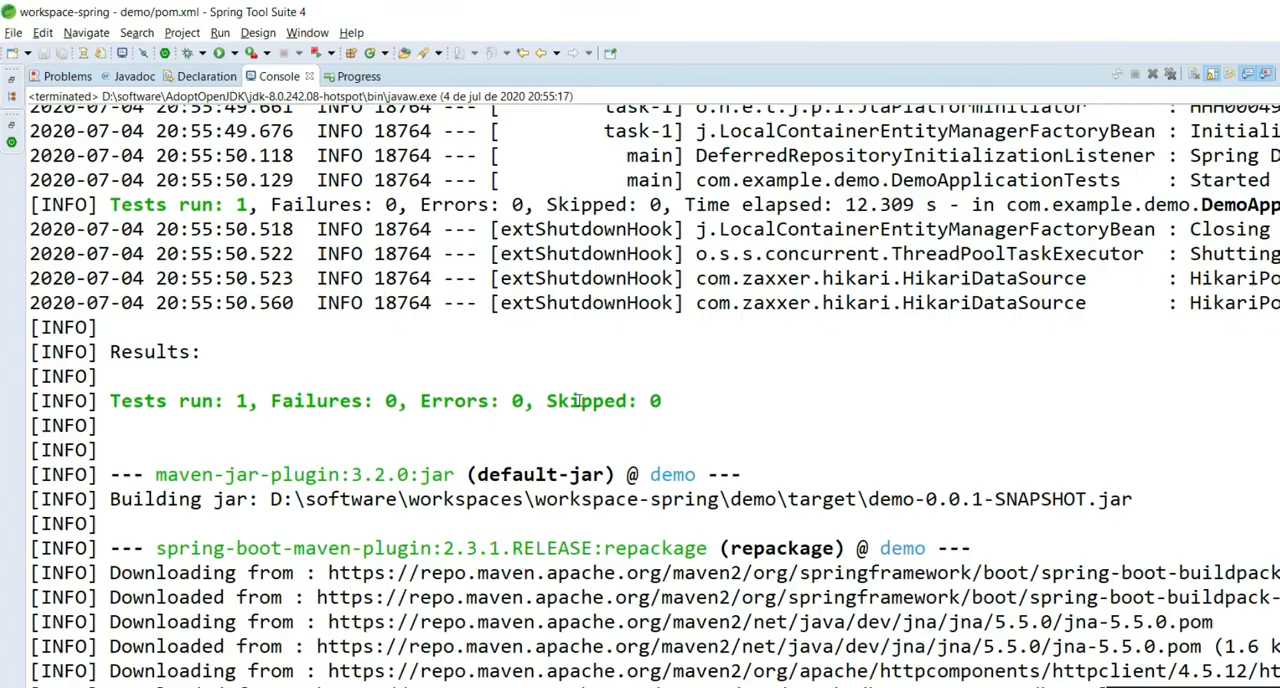 workspace-spring - demo/pom.xml - Spring Tool Suite 4
File Edit Navigate Search Project Run Design Window Help
Problems Javadoc Declaration Console Progress
<terminated> D:\software\AdoptOpenJDK\jdk-8.0.242.08-hotspot\bin\javaw.exe (4 de jul de 2020 20:55:17)
2020-07-04 20:55:49.661 INFO 18764 --- [ task-1] o.h.e.t.j.p.i.JtaPlatformInitiator : HHH00049
2020-07-04 20:55:49.676 INFO 18764 --- [ task-1] j.LocalContainerEntityManagerFactoryBean : Initiali
2020-07-04 20:55:50.118 INFO 18764 --- [ main] DeferredRepositoryInitializationListener : Spring D
2020-07-04 20:55:50.129 INFO 18764 --- [ main] com.example.demo.DemoApplicationTests : Started
[INFO] Tests run: 1, Failures: 0, Errors: 0, Skipped: 0, Time elapsed: 12.309 s - in com.example.demo.DemoApp
2020-07-04 20:55:50.518 INFO 18764 --- [extShutdownHook] j.LocalContainerEntityManagerFactoryBean : Closing
2020-07-04 20:55:50.522 INFO 18764 --- [extShutdownHook] o.s.s.concurrent.ThreadPoolTaskExecutor : Shutting
2020-07-04 20:55:50.523 INFO 18764 --- [extShutdownHook] com.zaxxer.hikari.HikariDataSource : HikariPo
2020-07-04 20:55:50.560 INFO 18764 --- [extShutdownHook] com.zaxxer.hikari.HikariDataSource : HikariPo
[INFO]
[INFO] Results:
[INFO]
[INFO] Tests run: 1, Failures: 0, Errors: 0, Skipped: 0
[INFO]
[INFO]
[INFO] --- maven-jar-plugin:3.2.0:jar (default-jar) @ demo ---
[INFO] Building jar: D:\software\workspaces\workspace-spring\demo\target\demo-0.0.1-SNAPSHOT.jar
[INFO]
[INFO] --- spring-boot-maven-plugin:2.3.1.RELEASE:repackage (repackage) @ demo ---
[INFO] Downloading from : https://repo.maven.apache.org/maven2/org/springframework/boot/spring-boot-buildpack
[INFO] Downloaded from : https://repo.maven.apache.org/maven2/org/springframework/boot/spring-boot-buildpack-
[INFO] Downloading from : https://repo.maven.apache.org/maven2/net/java/dev/jna/jna/5.5.0/jna-5.5.0.pom
[INFO] Downloaded from : https://repo.maven.apache.org/maven2/net/java/dev/jna/jna/5.5.0/jna-5.5.0.pom (1.6 k
[INFO] Downloading from : https://repo.maven.apache.org/maven2/org/apache/httpcomponents/httpclient/4.5.12/ht